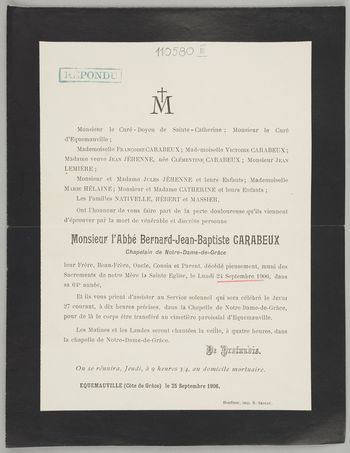 110580 II
RÉPONDU
M
Monsieur le Curé-Doyen de Sainte-Catherine ; Monsieur le Curé
d'Equemauville ;
Mademoiselle FRANÇOISE CARABEUX ; Mademoiselle VICTOIRE CARABEUX ;
Madame veuve JEAN JÉHENNE, née CLÉMENTINE CARABEUX ; Monsieur JEAN
LEMIÈRE ;
Monsieur et Madame JULES JÉHENNE et leurs Enfants ; Mademoiselle
MARIE HÉLAINE ; Monsieur et Madame CATHERINE et leurs Enfants ;
Les Familles NATIVELLE, HÉBERT et MASSIER,
Ont l'honneur de vous faire part de la perte douloureuse qu'ils viennent
d'éprouver par la mort de vénérable et discrète personne
Monsieur l'Abbé Bernard-Jean-Baptiste CARABEUX
Chapelain de Notre-Dame-de-Grâce
leur Frère, Beau-Frère, Oncle, Cousin et Parent, décédé pieusement, muni des
Sacrements de notre Mère la Sainte Eglise, le Lundi 24 Septembre 1906, dans
sa 64e année,
Et ils vous prient d'assister au Service solennel qui sera célébré le JEUDI
27 courant, à dix heures précises, dans la Chapelle de Notre-Dame-de-Grâce,
pour de là le corps être transféré au cimetière paroissial d'Equemauville.
Les Matines et les Laudes seront chantées la veille, à quatre heures, dans
la chapelle de Notre-Dame-de-Grâce.
De Profundis.
On se réunira, Jeudi, à 9 heures 3/4, au domicile mortuaire.
EQUEMAUVILLE (Côte de Grâce) le 25 Septembre 1906.
Honfleur, imp.